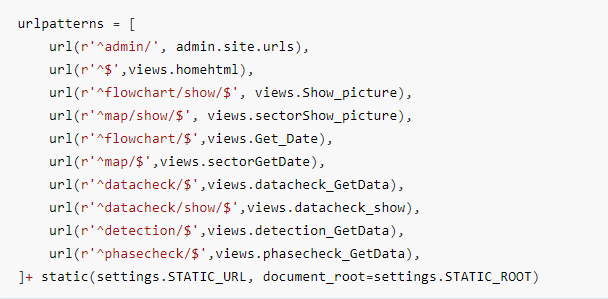 urlpatterns = [
    url(r'^admin/', admin.site.urls),
    url(r'^$',views.homehtml),
    url(r'^flowchart/show/$', views.Show_picture),
    url(r'^map/show/$', views.sectorShow_picture),
    url(r'^flowchart/$',views.Get_Date),
    url(r'^map/$',views.sectorGetDate),
    url(r'^datacheck/$',views.datacheck_GetData),
    url(r'^datacheck/show/$',views.datacheck_show),
    url(r'^detection/$',views.detection_GetData),
    url(r'^phasecheck/$',views.phasecheck_GetData),
]+ static(settings.STATIC_URL, document_root=settings.STATIC_ROOT)